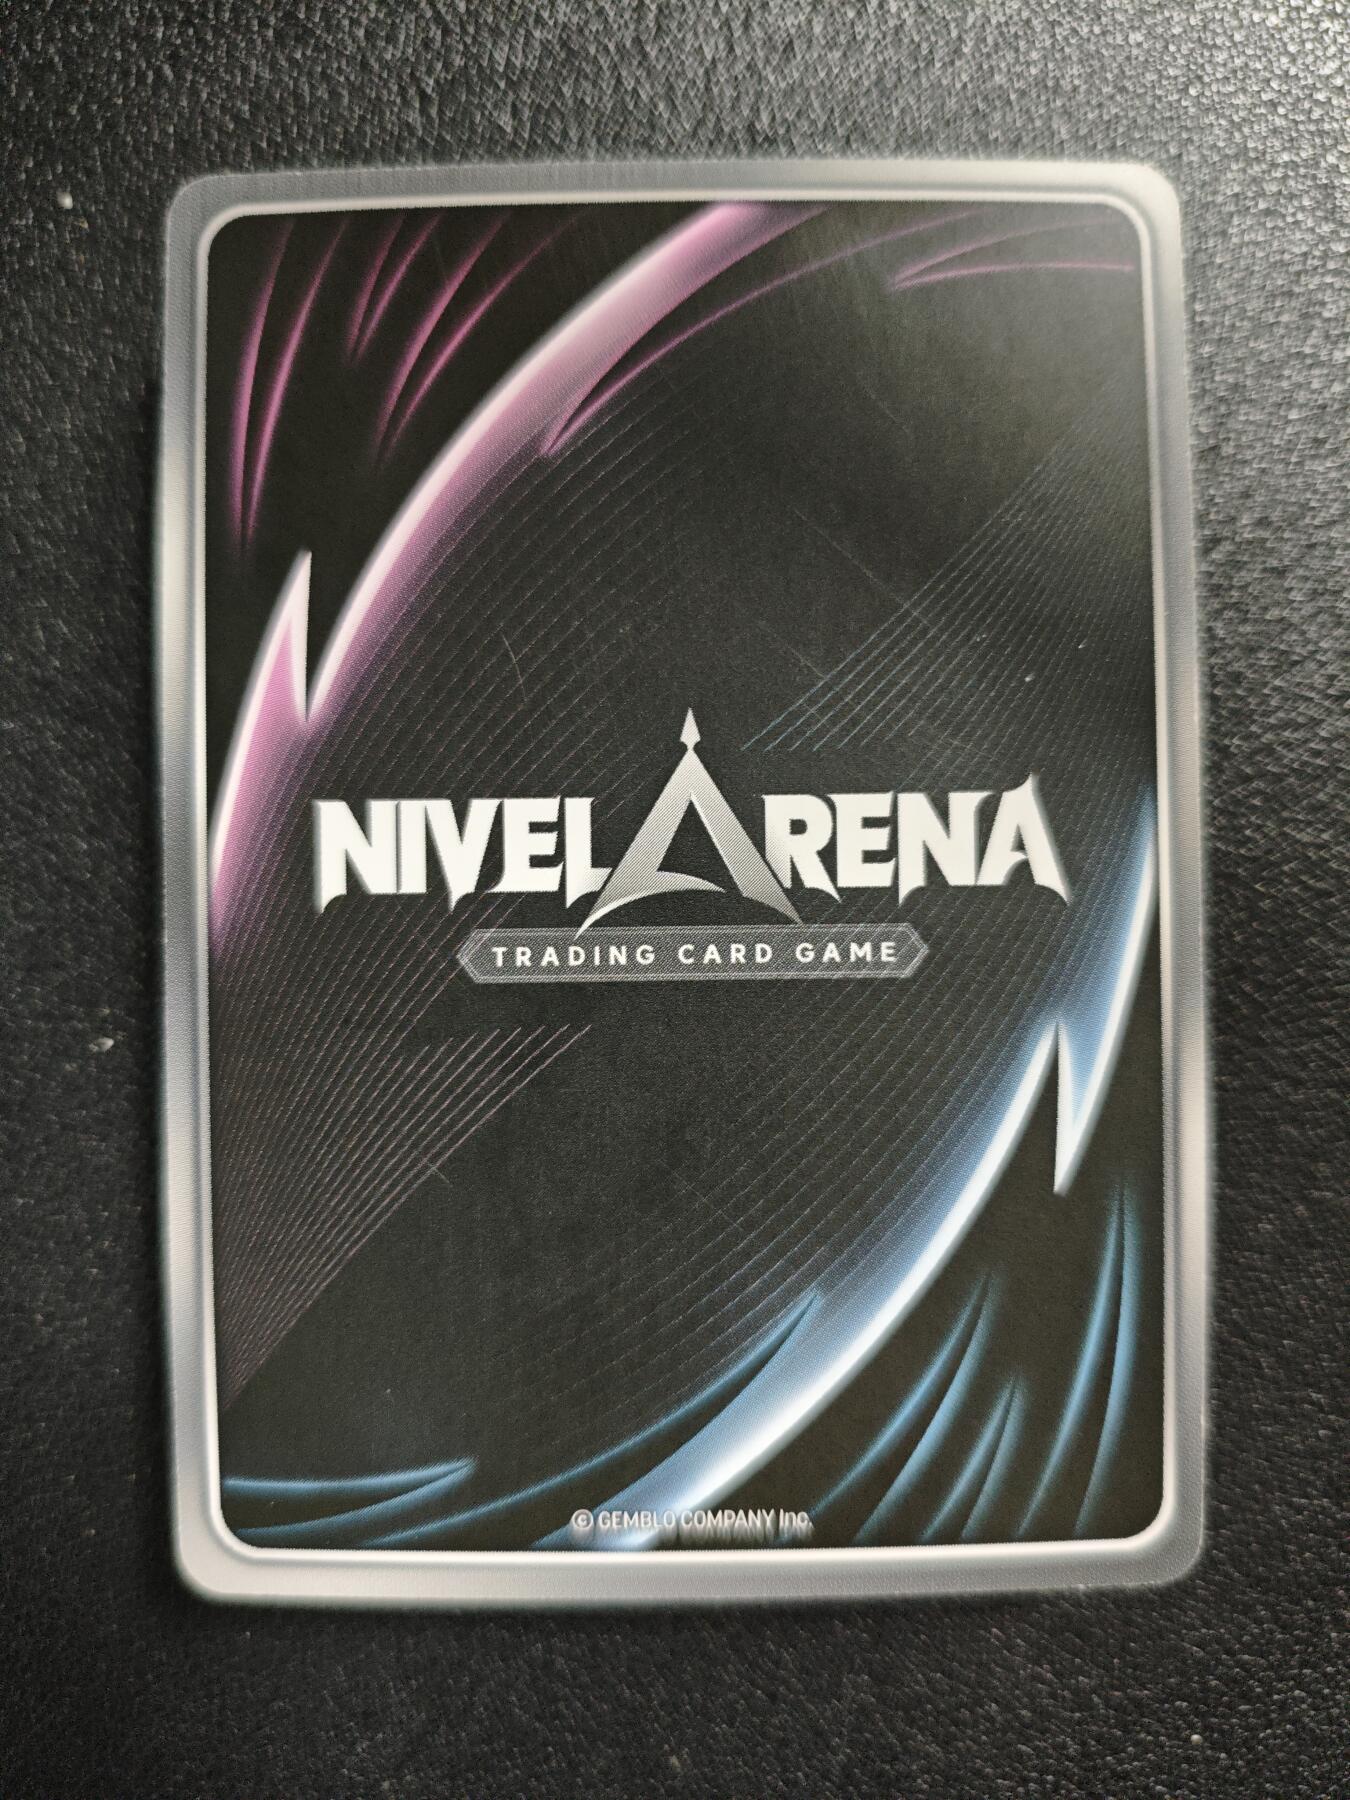 NIVEL ARENA
TRADING CARD GAME
© GEMBLO COMPANY Inc.